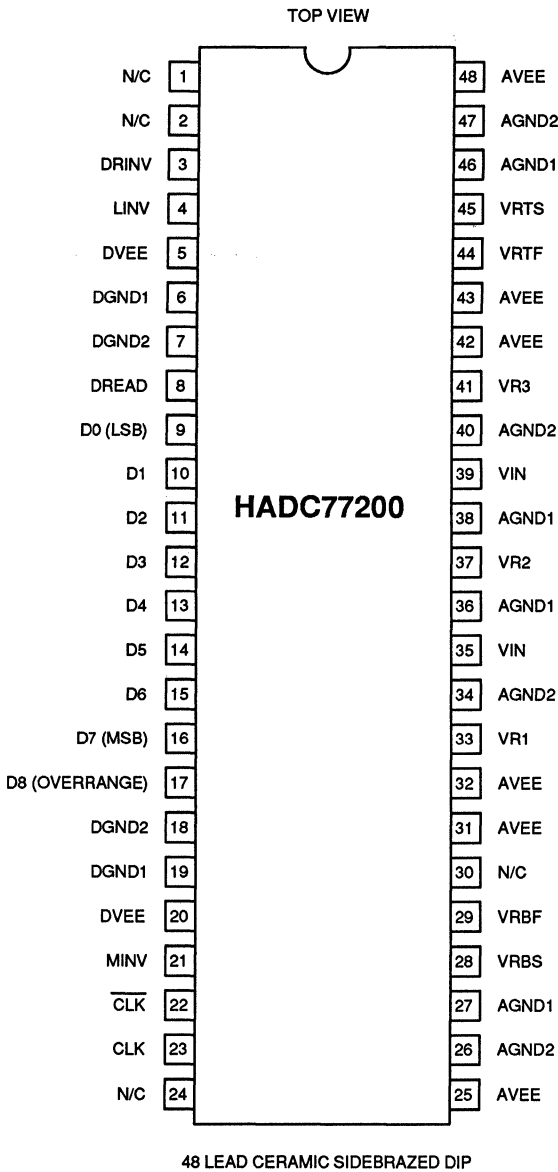 TOP VIEW
N/C 1 48 AVEE
N/C 2 47 AGND2
DRINV 3 46 AGND1
LINV 4 45 VRTS
DVEE 5 44 VRTF
DGND1 6 43 AVEE
DGND2 7 42 AVEE
DREAD 8 41 VR3
D0 (LSB) 9 40 AGND2
D1 10 39 VIN
D2 11 HADC77200 38 AGND1
D3 12 37 VR2
D4 13 36 AGND1
D5 14 35 VIN
D6 15 34 AGND2
D7 (MSB) 16 33 VR1
D8 (OVERRANGE) 17 32 AVEE
DGND2 18 31 AVEE
DGND1 19 30 N/C
DVEE 20 29 VRBF
MINV 21 28 VRBS
C̅L̅K̅ 22 27 AGND1
CLK 23 26 AGND2
N/C 24 25 AVEE
48 LEAD CERAMIC SIDEBRAZED DIP